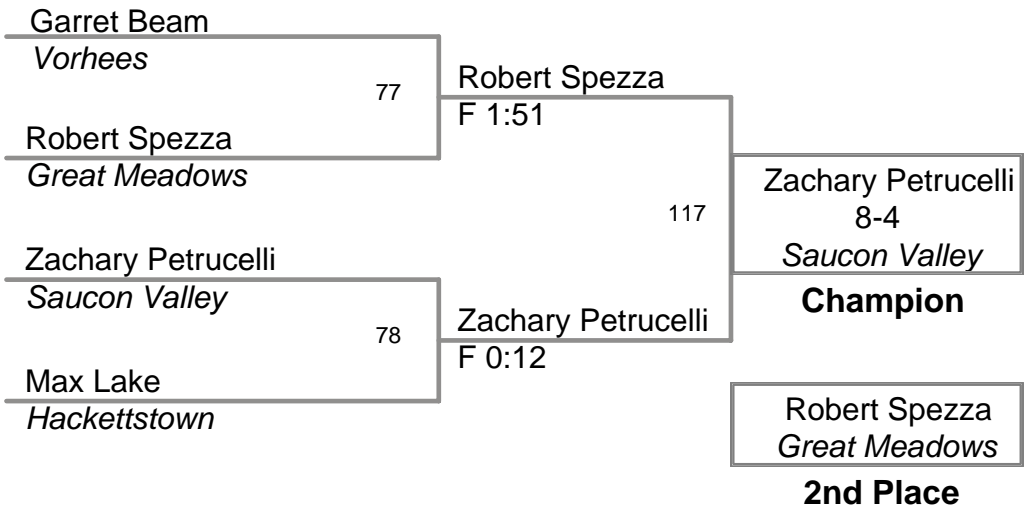 Garret Beam
Vorhees
77
Robert Spezza
F 1:51
Robert Spezza
Great Meadows
117
Zachary Petrucelli
8-4
Saucon Valley
Champion
Zachary Petrucelli
Saucon Valley
78
Zachary Petrucelli
F 0:12
Max Lake
Hackettstown
Robert Spezza
Great Meadows
2nd Place